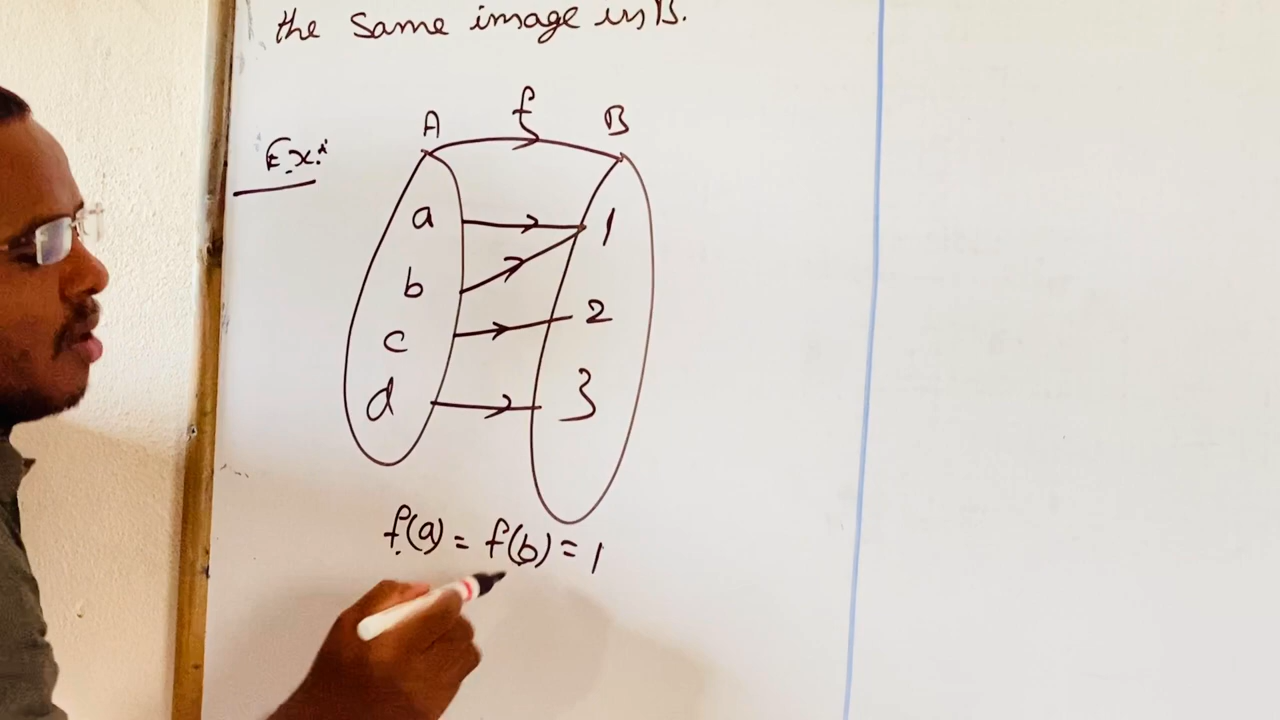 the same image in B.
A f B
Ex:
a 1
b
c 2
d 3
f(a) = f(b) = 1